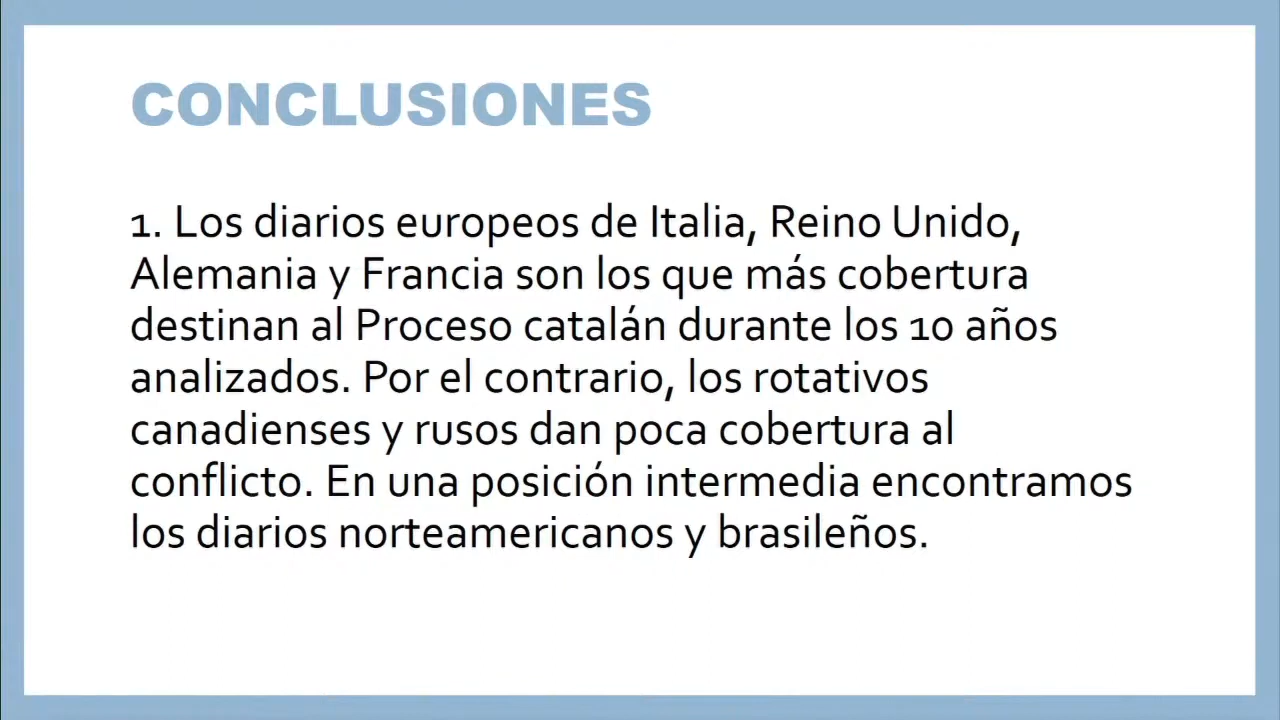 CONCLUSIONES
1. Los diarios europeos de Italia, Reino Unido,
Alemania y Francia son los que más cobertura
destinan al Proceso catalán durante los 10 años
analizados. Por el contrario, los rotativos
canadienses y rusos dan poca cobertura al
conflicto. En una posición intermedia encontramos
los diarios norteamericanos y brasileños.